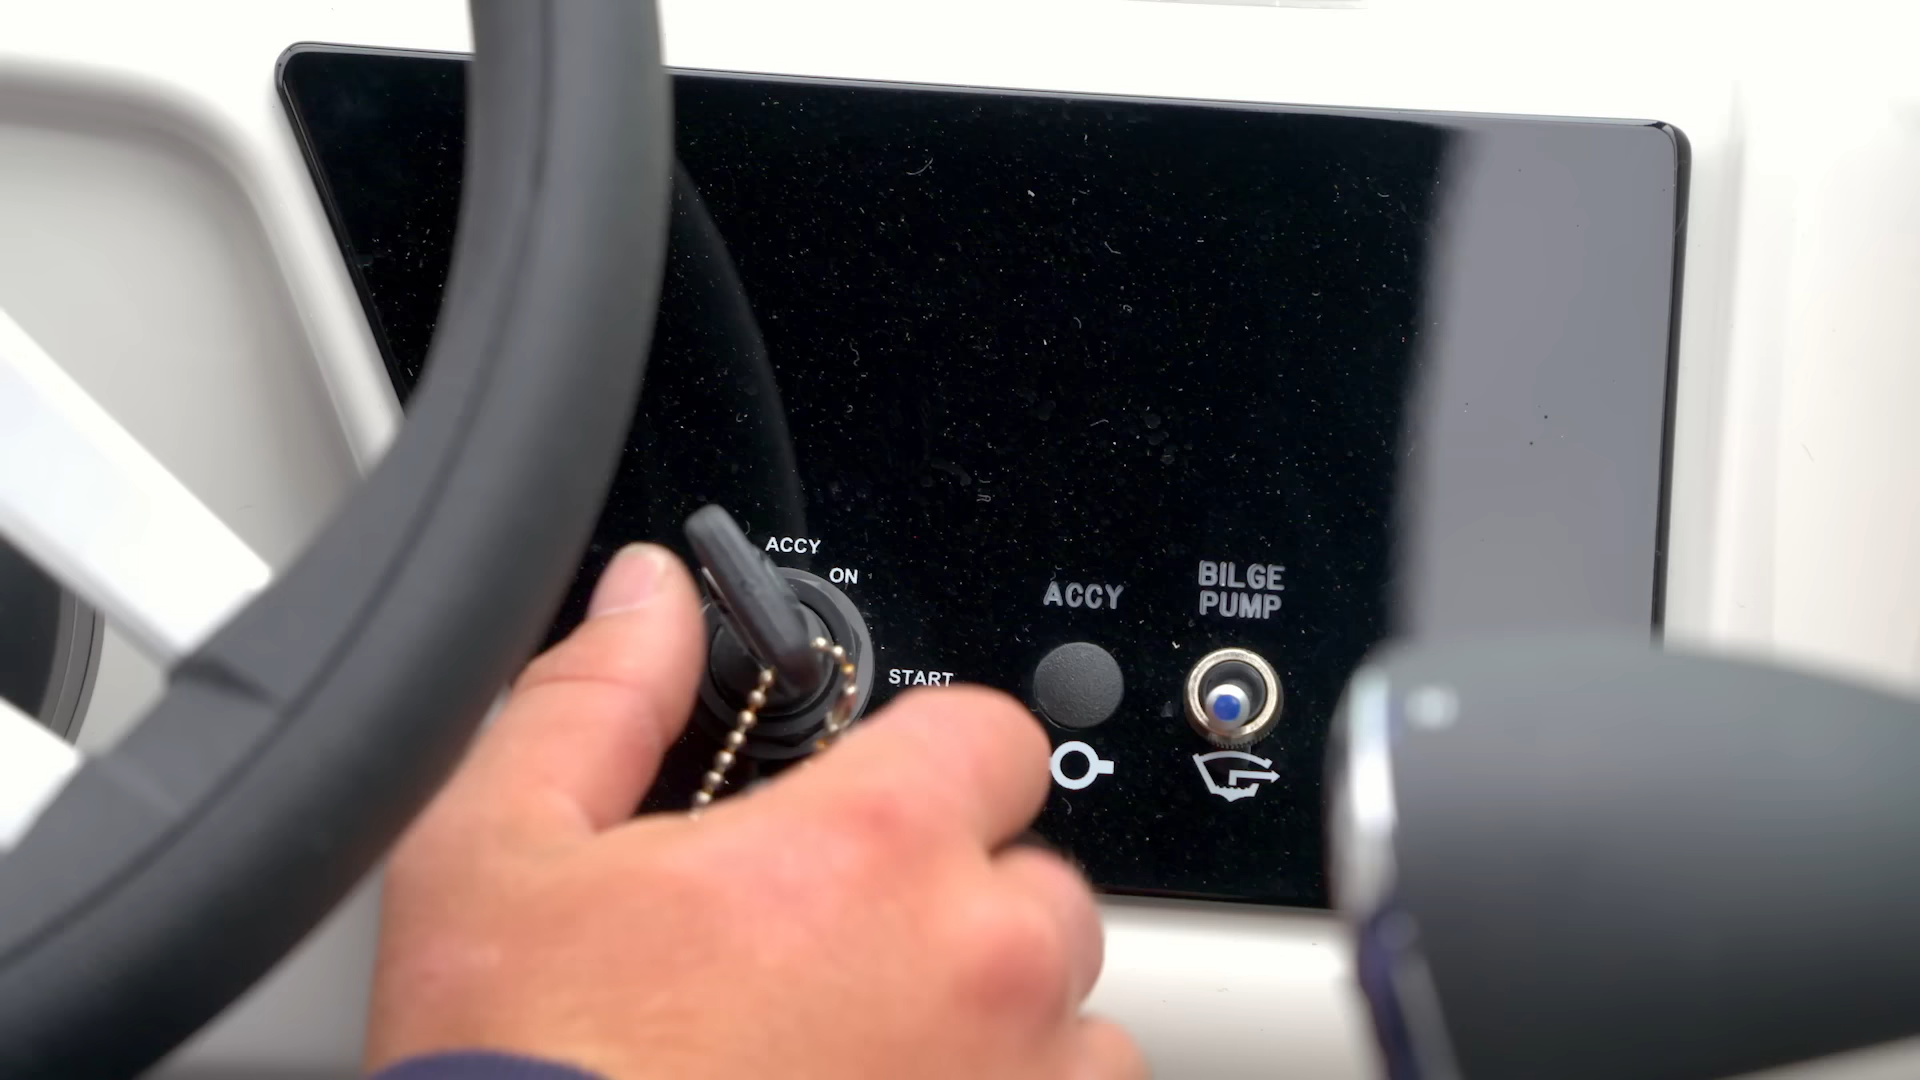 ACCY
ON
START
ACCY
BILGE
PUMP